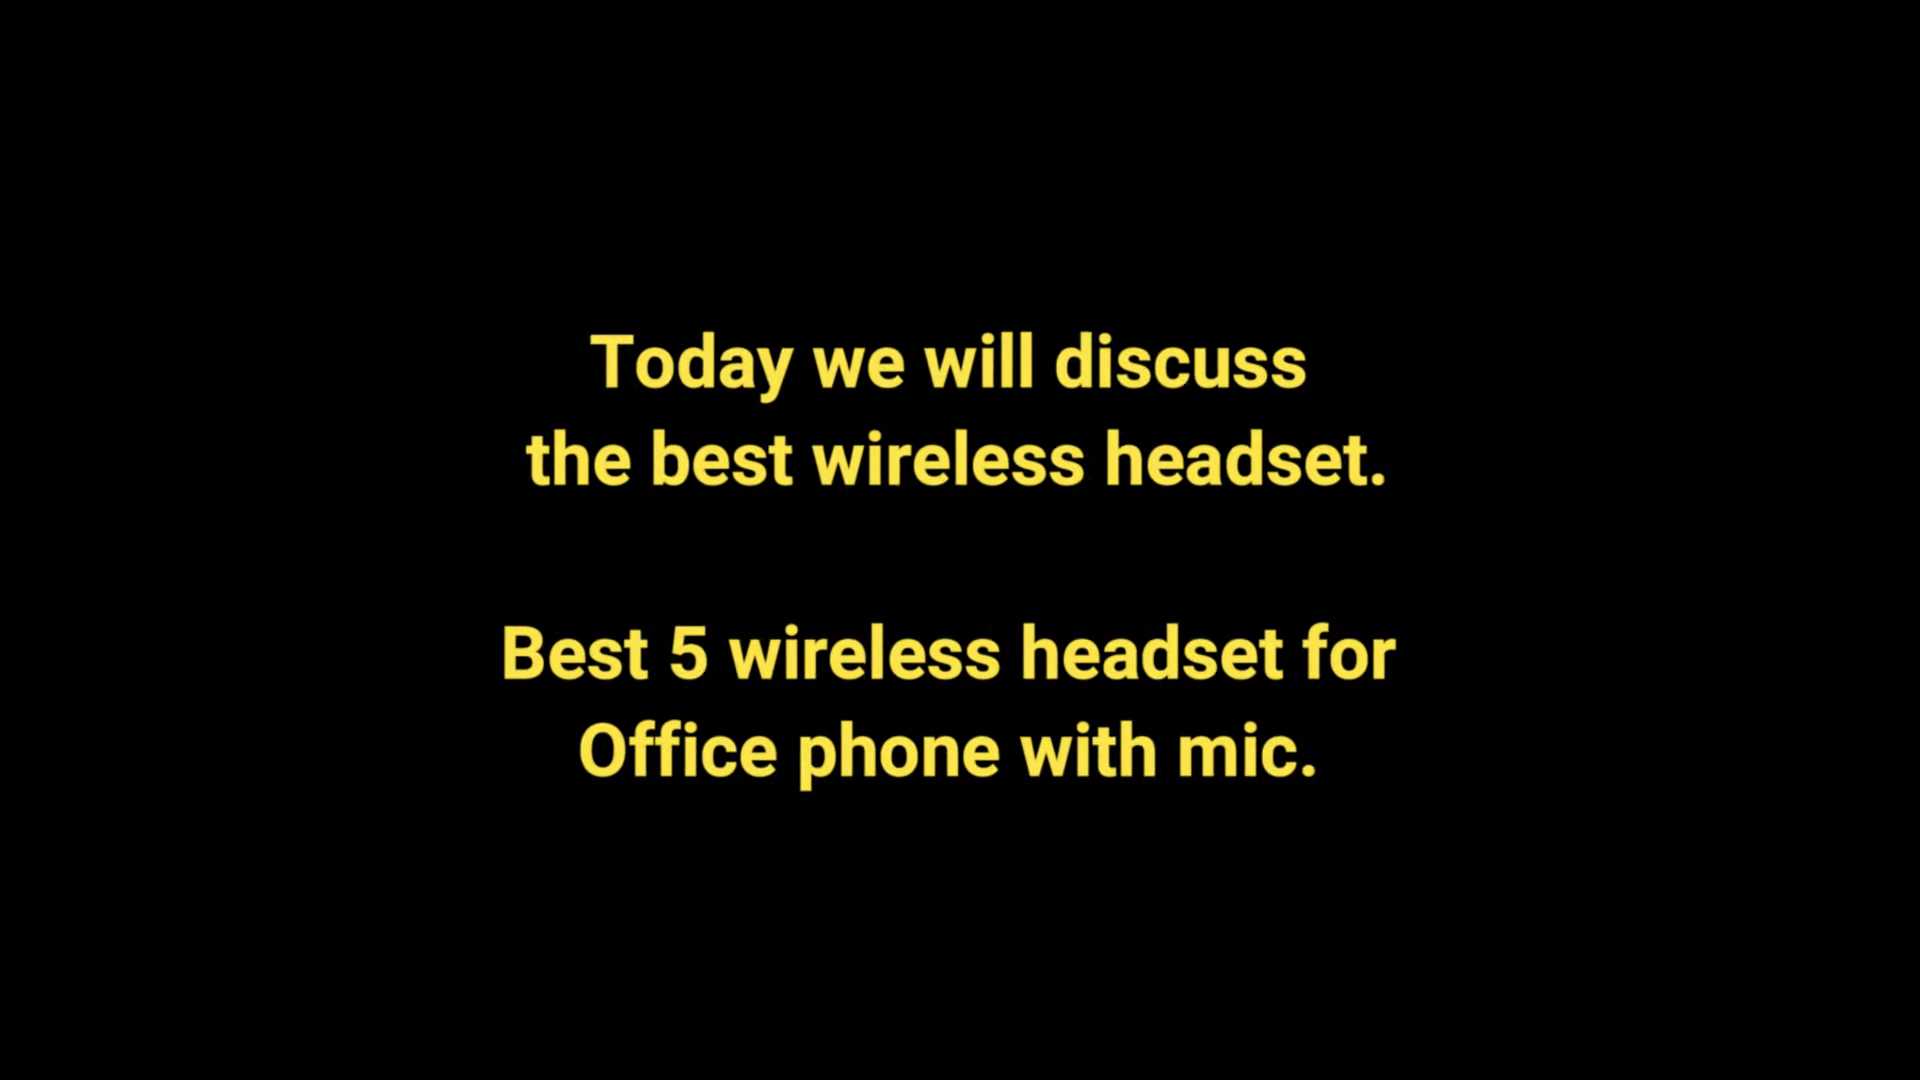 Today we will discuss
the best wireless headset.
Best 5 wireless headset for
Office phone with mic.